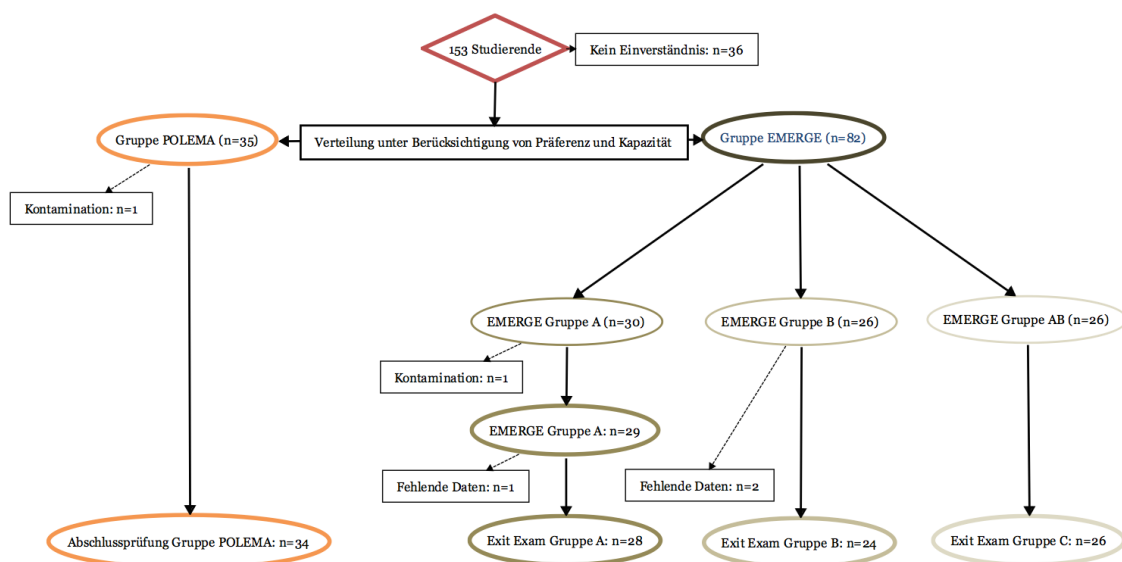 153 Studierende
Kein Einverständnis: n=36
Gruppe POLEMA (n=35)
Verteilung unter Berücksichtigung von Präferenz und Kapazität
Gruppe EMERGE (n=82)
Kontamination: n=1
EMERGE Gruppe A (n=30)
EMERGE Gruppe B (n=26)
EMERGE Gruppe AB (n=26)
Kontamination: n=1
EMERGE Gruppe A: n=29
Fehlende Daten: n=1
Fehlende Daten: n=2
Abschlussprüfung Gruppe POLEMA: n=34
Exit Exam Gruppe A: n=28
Exit Exam Gruppe B: n=24
Exit Exam Gruppe C: n=26